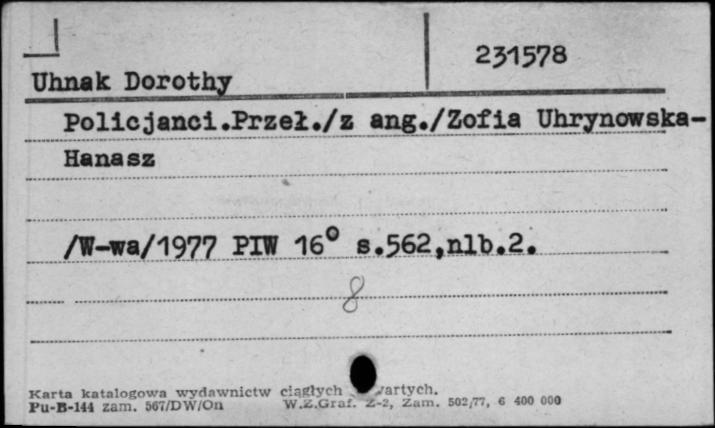 231578
Uhnak Dorothy
Policjanci.Przeł./z ang./Zofia Uhrynowska-
Hanasz
/W-wa/1977 PIW 16° s.562,nlb.2.
8
Karta katalogowa wydawnictw ciągłych
Pu-B-144 zam. 567/DW/On W.Z.Graf. Z-2, Zam. 502/77, 6 400 000